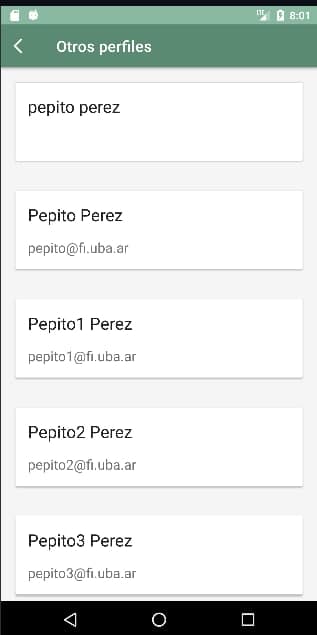 8:01
Otros perfiles
pepito perez
Pepito Perez
pepito@fi.uba.ar
Pepito1 Perez
pepito1@fi.uba.ar
Pepito2 Perez
pepito2@fi.uba.ar
Pepito3 Perez
pepito3@fi.uba.ar